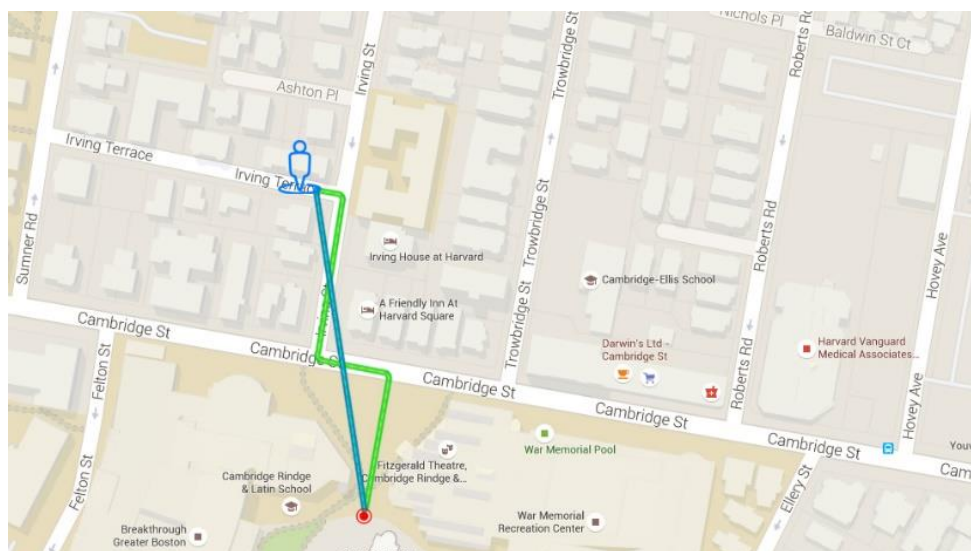 Nichols Pl
Baldwin St Ct
Roberts Rd
Irving St
Trowbridge St
Ashton Pl
Irving Terrace
Irving Terrace
Sumner Rd
Irving House at Harvard
Cambridge-Ellis School
Roberts Rd
Hovey Ave
A Friendly Inn At
Harvard Square
Trowbridge St
Cambridge St
Cambridge St
Cambridge St
Cambridge St
Cambridge St
Darwin's Ltd -
Cambridge St
Harvard Vanguard
Medical Associates...
Roberts Rd
Hovey Ave
Felton St
Felton St
Fitzgerald Theatre,
Cambridge Rindge &...
War Memorial Pool
Cambridge Rindge
& Latin School
Ellery St
Breakthrough
Greater Boston
War Memorial
Recreation Center